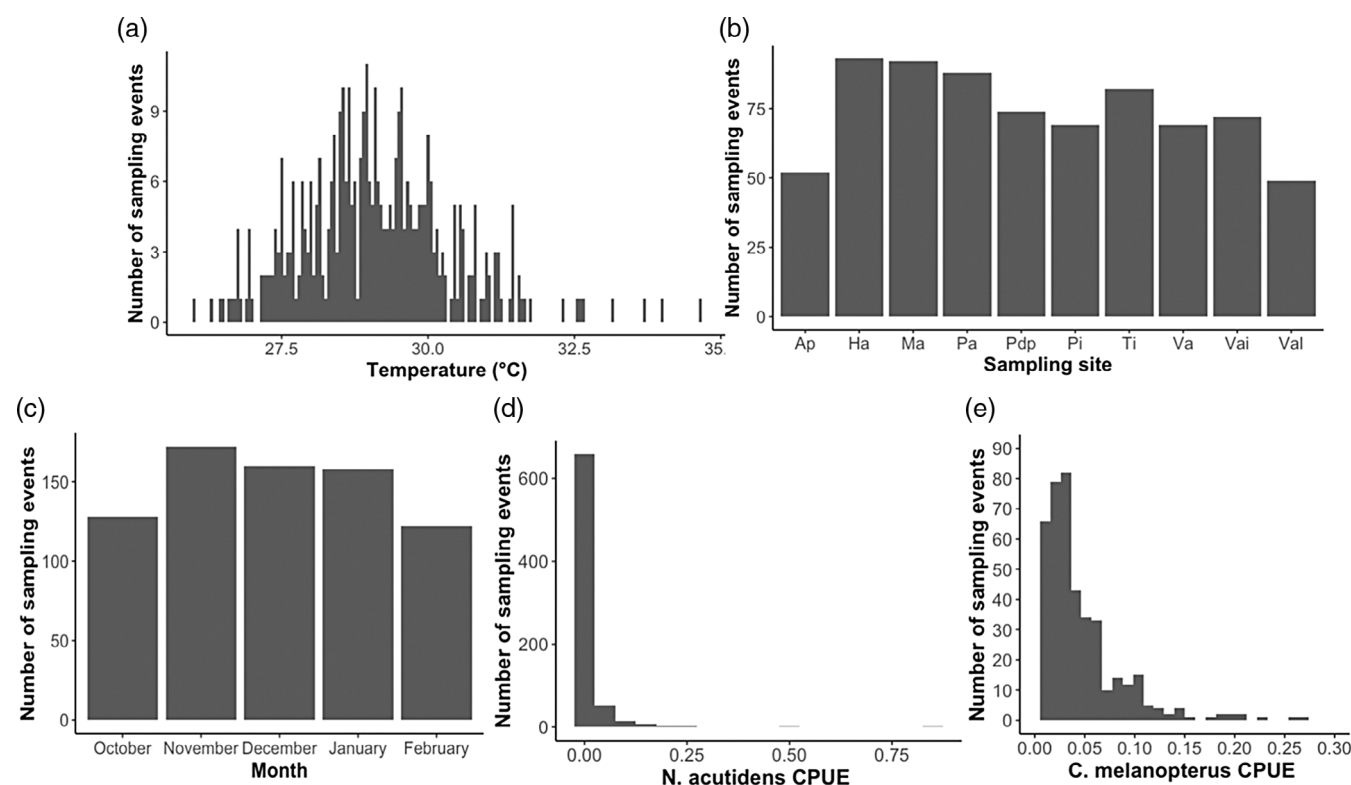 (a)
Number of sampling events
9
6
3
0
27.5 30.0 32.5 35.
Temperature (°C)
(b)
Number of sampling events
75
50
25
0
Ap Ha Ma Pa Pdp Pi Ti Va Vai Val
Sampling site
(c)
Number of sampling events
150
100
50
0
October November December January February
Month
(d)
Number of sampling events
600
400
200
0
0.00 0.25 0.50 0.75
N. acutidens CPUE
(e)
Number of sampling events
90
80
70
60
50
40
30
20
10
0
0.00 0.05 0.10 0.15 0.20 0.25 0.30
C. melanopterus CPUE